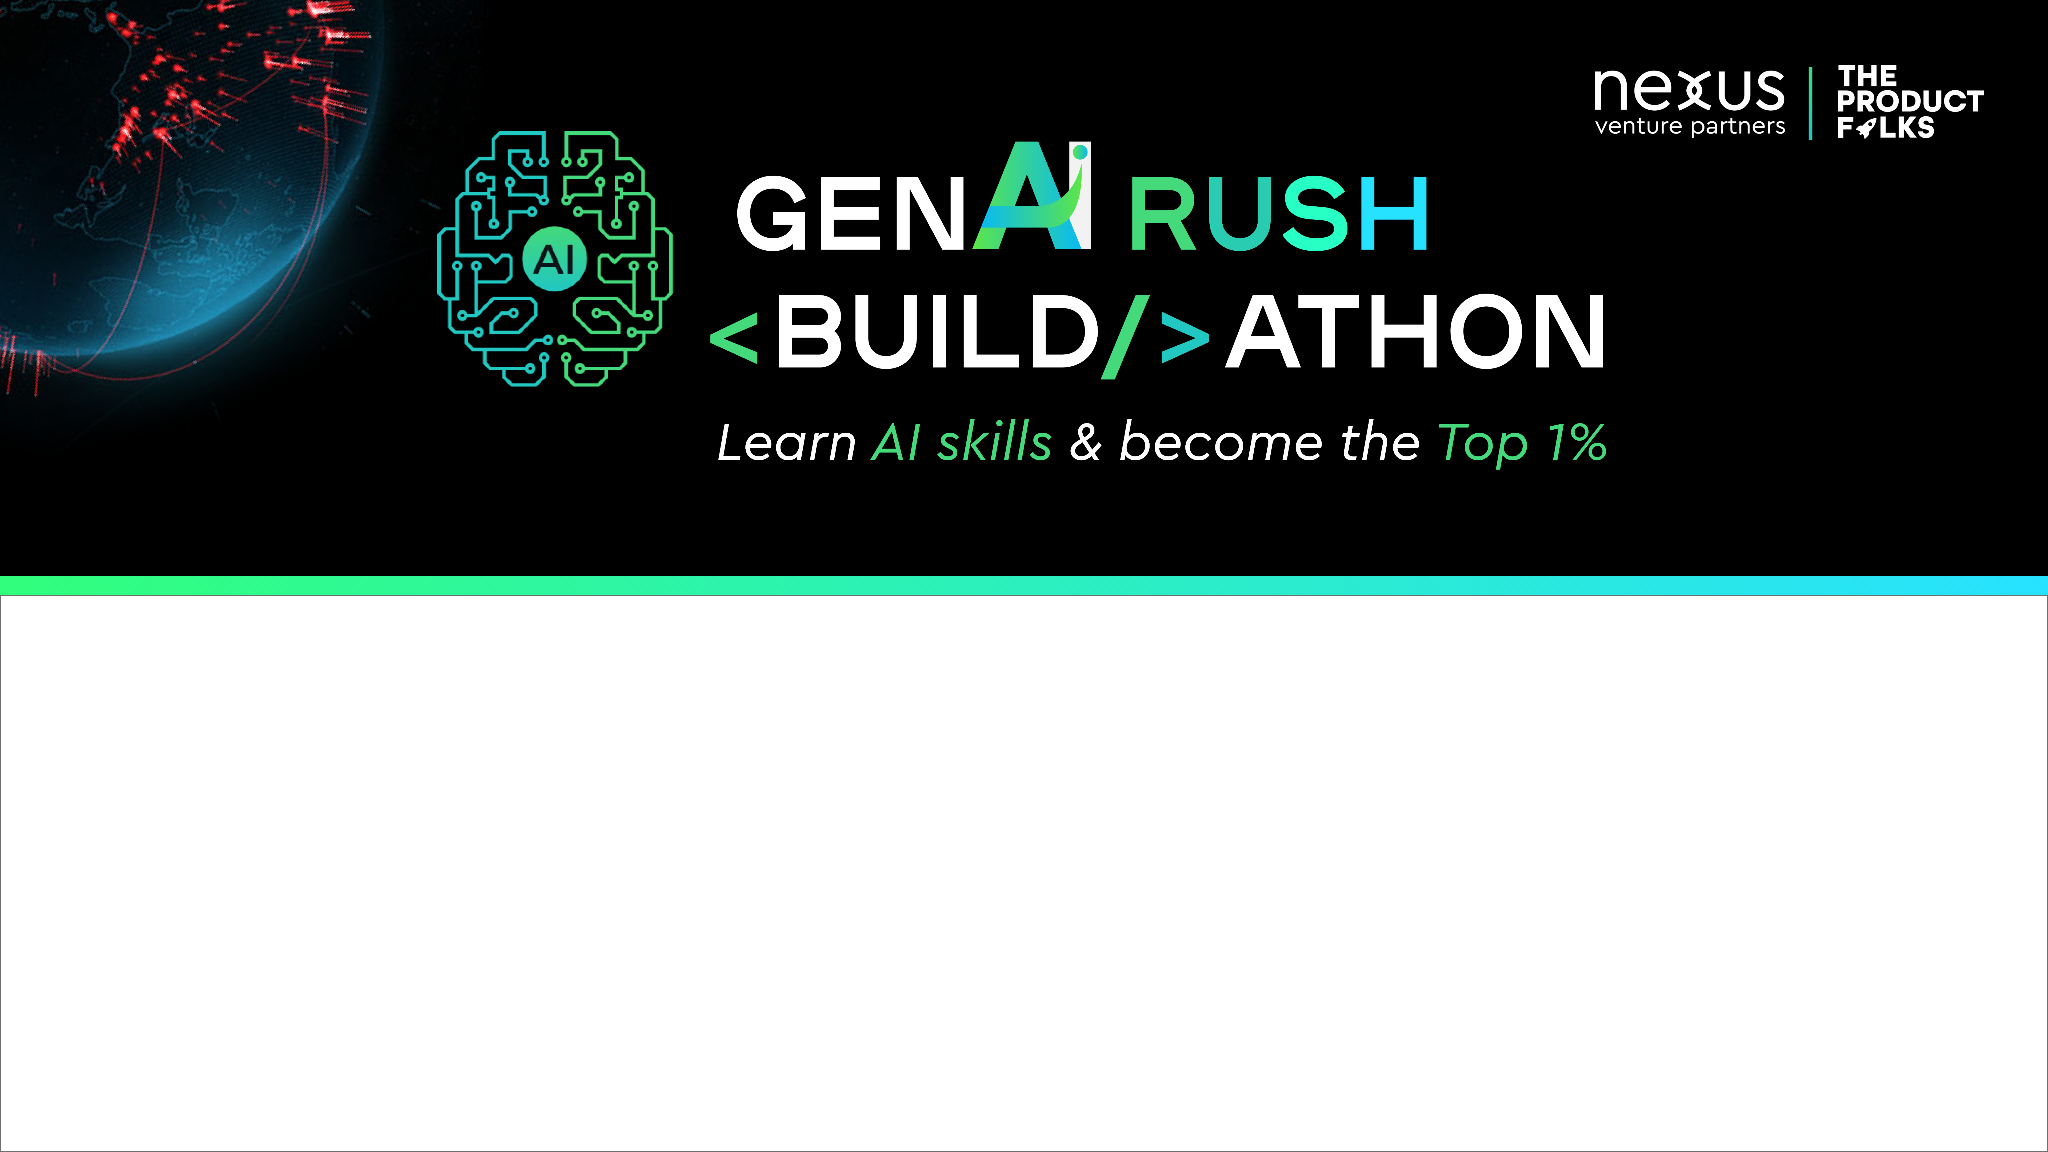 nexus
venture partners
THE
PRODUCT
FOLKS
AI
GENAI RUSH
<BUILD/>ATHON
Learn AI skills & become the Top 1%